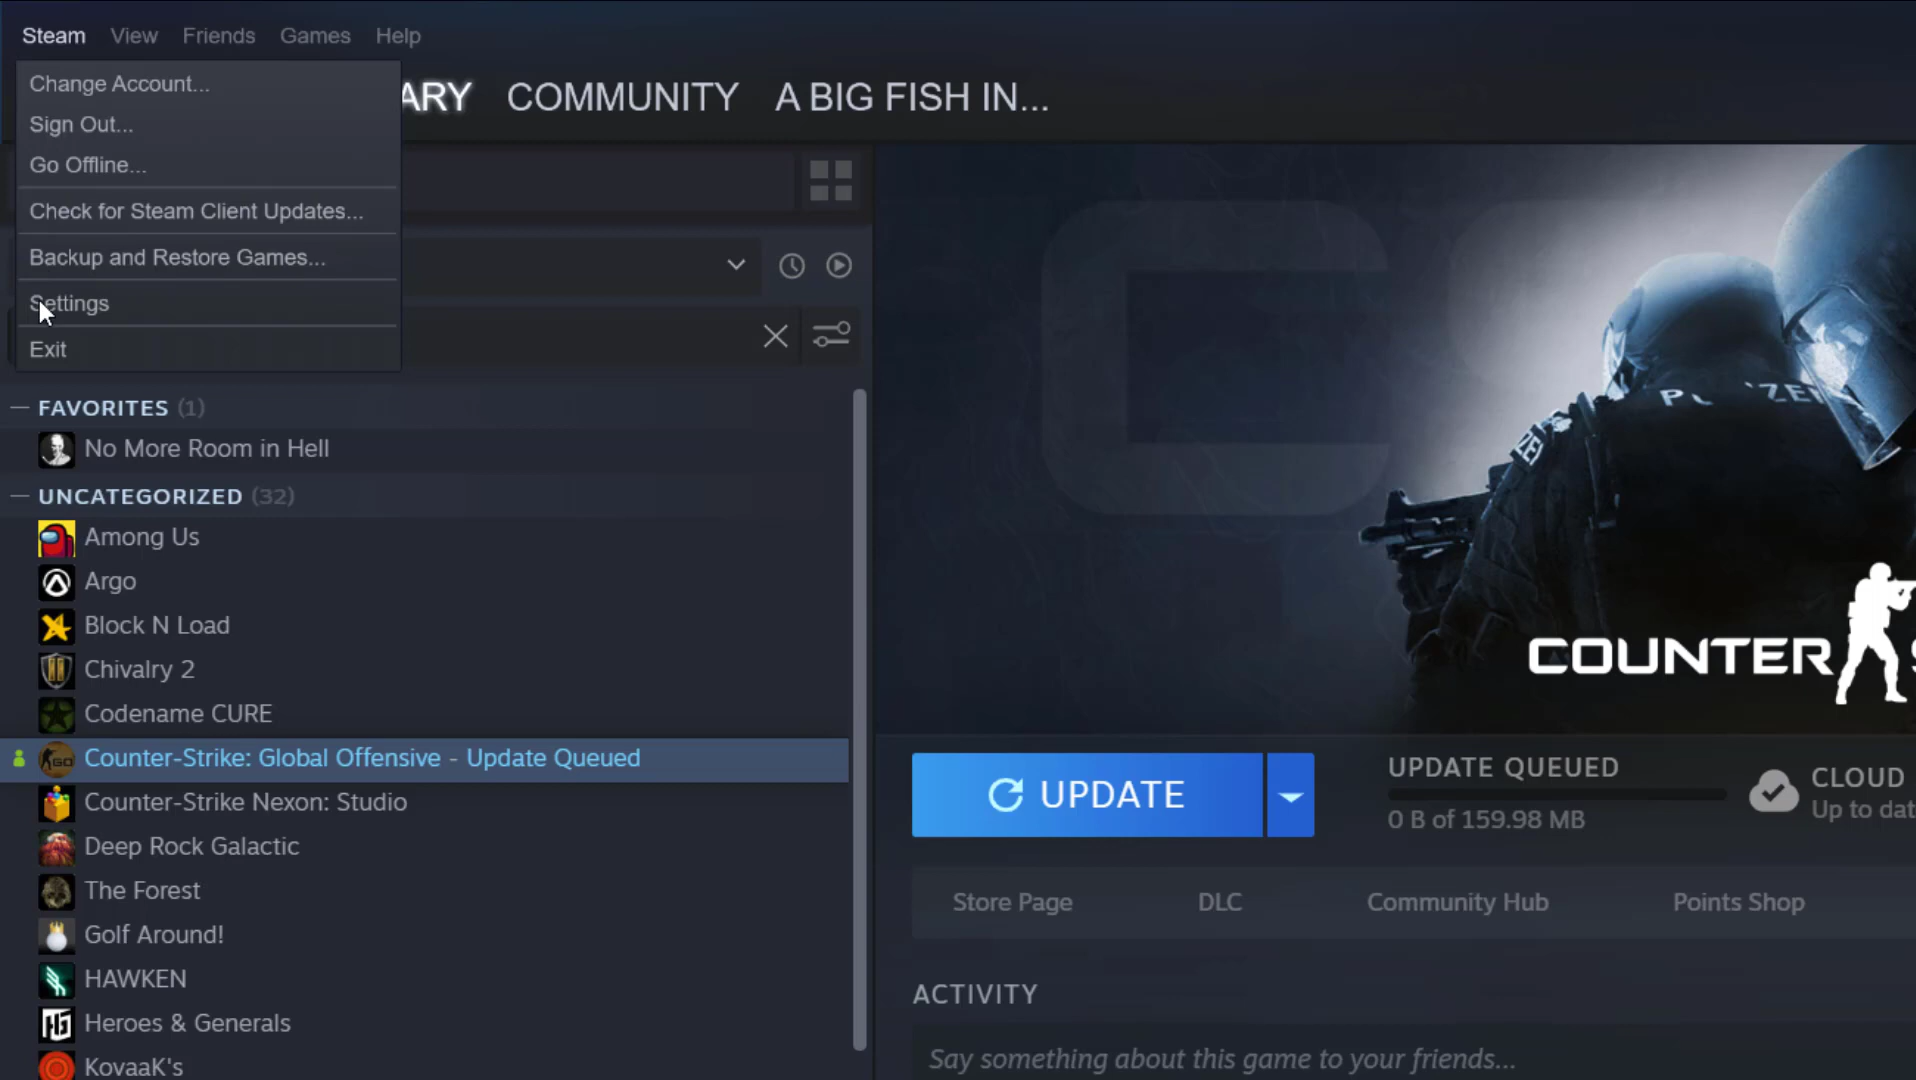 Steam View Friends Games Help
Change Account...
ARY COMMUNITY A BIG FISH IN...
Sign Out...
Go Offline...
Check for Steam Client Updates...
Backup and Restore Games...
Settings
Exit
FAVORITES (1)
No More Room in Hell
UNCATEGORIZED (32)
Among Us
Argo
Block N Load
Chivalry 2
Codename CURE
Counter-Strike: Global Offensive - Update Queued
Counter-Strike Nexon: Studio
Deep Rock Galactic
The Forest
Golf Around!
HAWKEN
Heroes & Generals
KovaaK's
COUNTER
UPDATE
UPDATE QUEUED
0 B of 159.98 MB
CLOUD
Up to dat
Store Page DLC Community Hub Points Shop
ACTIVITY
Say something about this game to your friends...